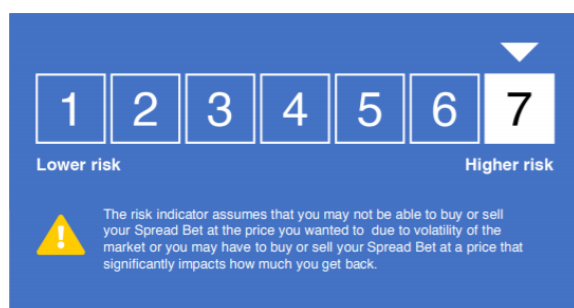 1 2 3 4 5 6 7
Lower risk Higher risk
The risk indicator assumes that you may not be able to buy or sell
your Spread Bet at the price you wanted to due to volatility of the
market or you may have to buy or sell your Spread Bet at a price that
significantly impacts how much you get back.